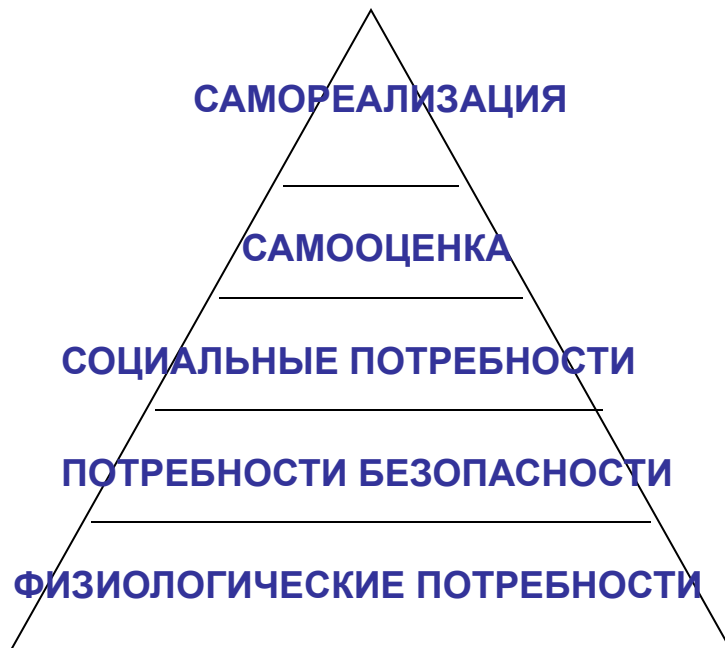 САМОРЕАЛИЗАЦИЯ
САМООЦЕНКА
СОЦИАЛЬНЫЕ ПОТРЕБНОСТИ
ПОТРЕБНОСТИ БЕЗОПАСНОСТИ
ФИЗИОЛОГИЧЕСКИЕ ПОТРЕБНОСТИ